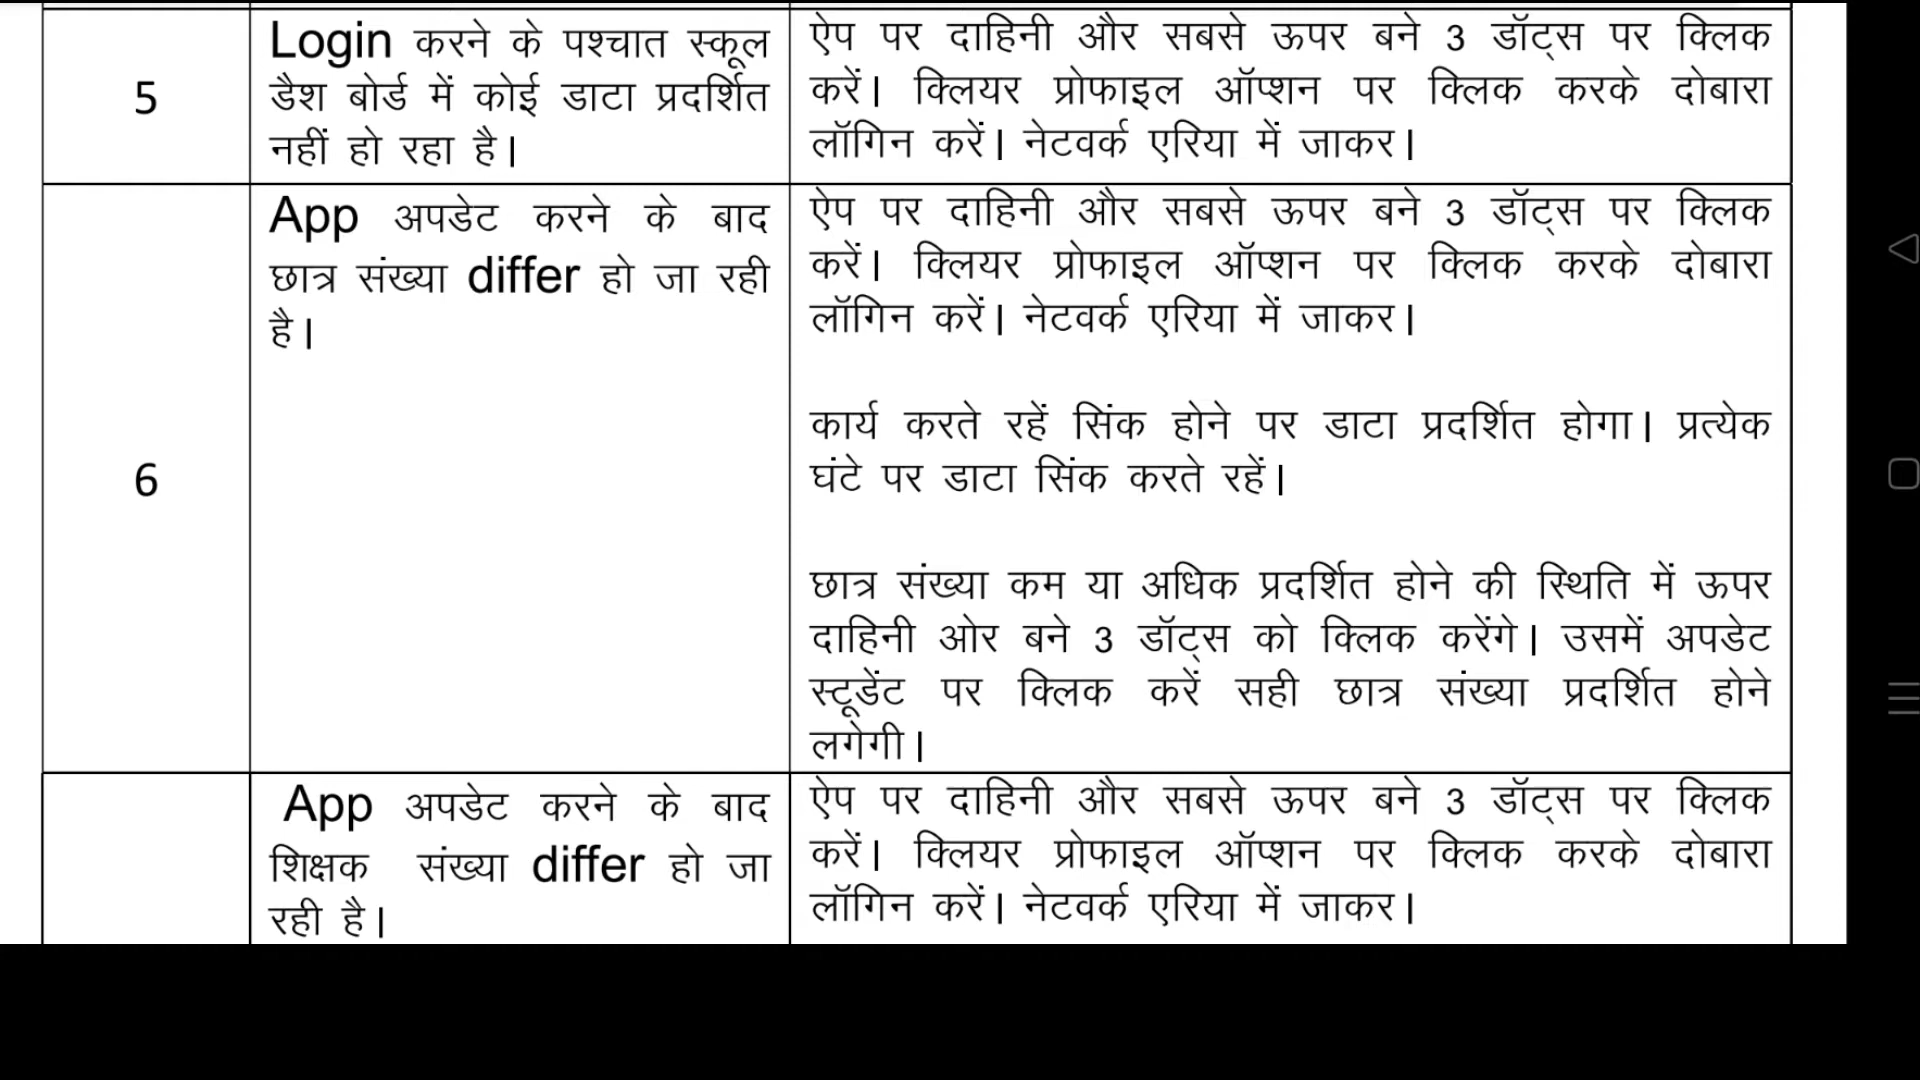 5
Login करने के पश्चात स्कूल
डैश बोर्ड में कोई डाटा प्रदर्शित
नहीं हो रहा है।
ऐप पर दाहिनी और सबसे ऊपर बने 3 डॉट्स पर क्लिक
करें। क्लियर प्रोफाइल ऑप्शन पर क्लिक करके दोबारा
लॉगिन करें। नेटवर्क एरिया में जाकर।
6
App अपडेट करने के बाद
छात्र संख्या differ हो जा रही
है।
ऐप पर दाहिनी और सबसे ऊपर बने 3 डॉट्स पर क्लिक
करें। क्लियर प्रोफाइल ऑप्शन पर क्लिक करके दोबारा
लॉगिन करें। नेटवर्क एरिया में जाकर।
कार्य करते रहें सिंक होने पर डाटा प्रदर्शित होगा। प्रत्येक
घंटे पर डाटा सिंक करते रहें।
छात्र संख्या कम या अधिक प्रदर्शित होने की स्थिति में ऊपर
दाहिनी ओर बने 3 डॉट्स को क्लिक करेंगे। उसमें अपडेट
स्टूडेंट पर क्लिक करें सही छात्र संख्या प्रदर्शित होने
लगेगी।
App अपडेट करने के बाद
शिक्षक संख्या differ हो जा
रही है।
ऐप पर दाहिनी और सबसे ऊपर बने 3 डॉट्स पर क्लिक
करें। क्लियर प्रोफाइल ऑप्शन पर क्लिक करके दोबारा
लॉगिन करें। नेटवर्क एरिया में जाकर।